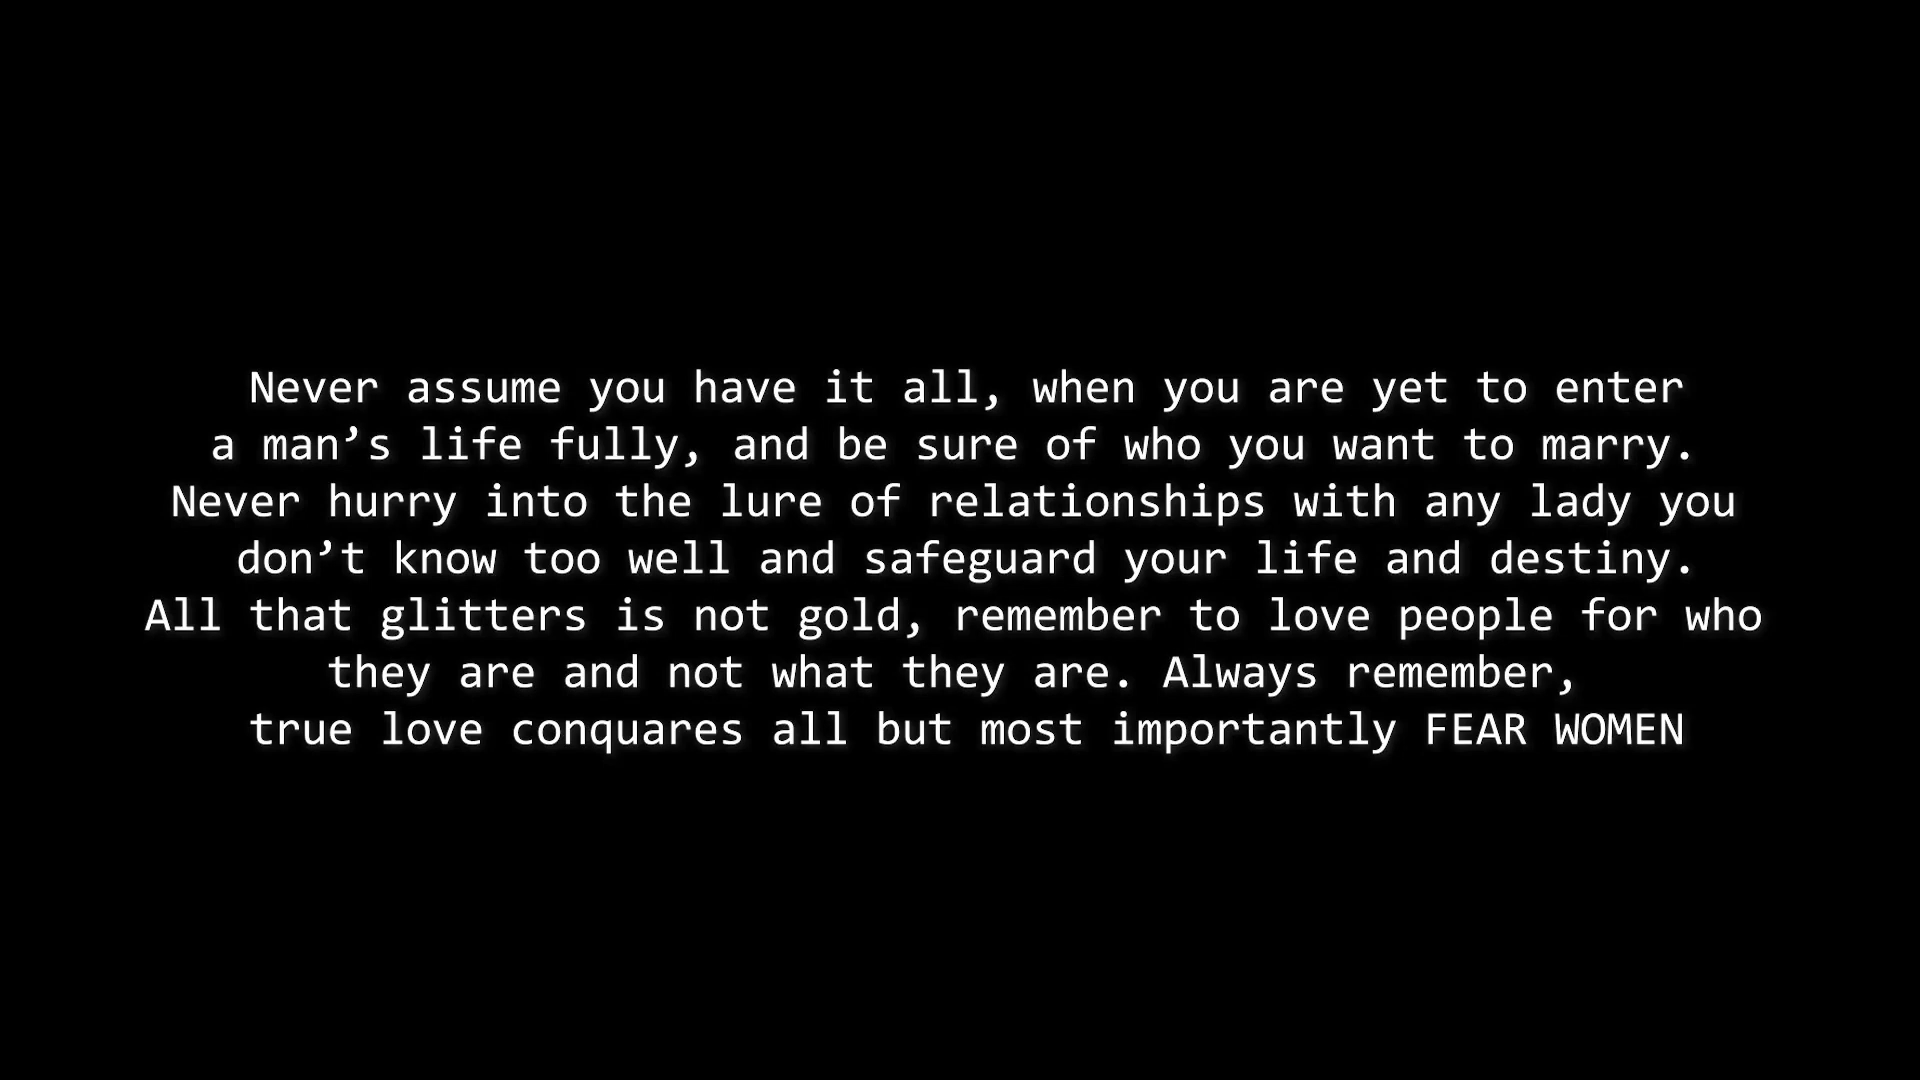 Never assume you have it all, when you are yet to enter
a man’s life fully, and be sure of who you want to marry.
Never hurry into the lure of relationships with any lady you
don’t know too well and safeguard your life and destiny.
All that glitters is not gold, remember to love people for who
they are and not what they are. Always remember,
true love conquares all but most importantly FEAR WOMEN